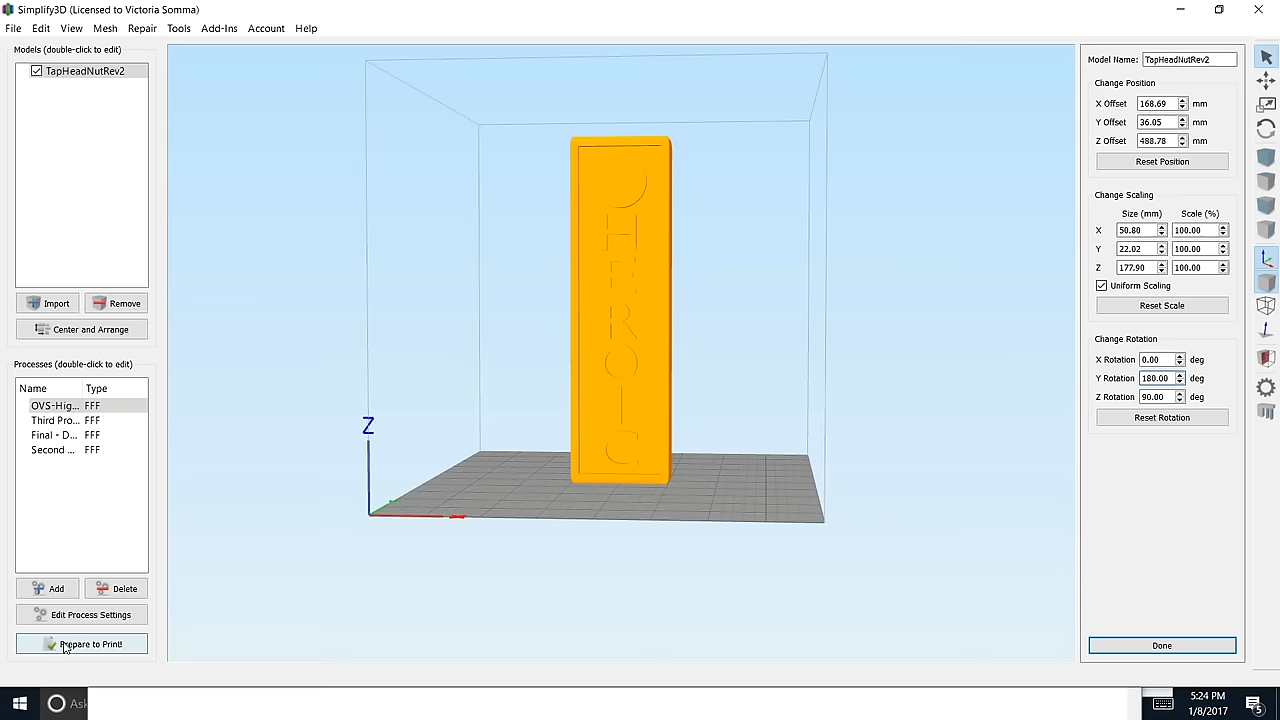 Simplify3D (Licensed to Victoria Somma)
File Edit View Mesh Repair Tools Add-Ins Account Help
Models (double-click to edit)
TapHeadNutRev2
Import Remove
Center and Arrange
Processes (double-click to edit)
Name Type
OVS-Hig... FFF
Third Pro... FFF
Final - D... FFF
Second ... FFF
Add Delete
Edit Process Settings
Prepare to Print!
Z
Model Name: TapHeadNutRev2
Change Position
X Offset 168.69 mm
Y Offset 36.05 mm
Z Offset 488.78 mm
Reset Position
Change Scaling
Size (mm) Scale (%)
X 50.80 100.00
Y 22.02 100.00
Z 177.90 100.00
Uniform Scaling
Reset Scale
Change Rotation
X Rotation 0.00 deg
Y Rotation 180.00 deg
Z Rotation 90.00 deg
Reset Rotation
Done
Ask
5:24 PM
1/8/2017
5